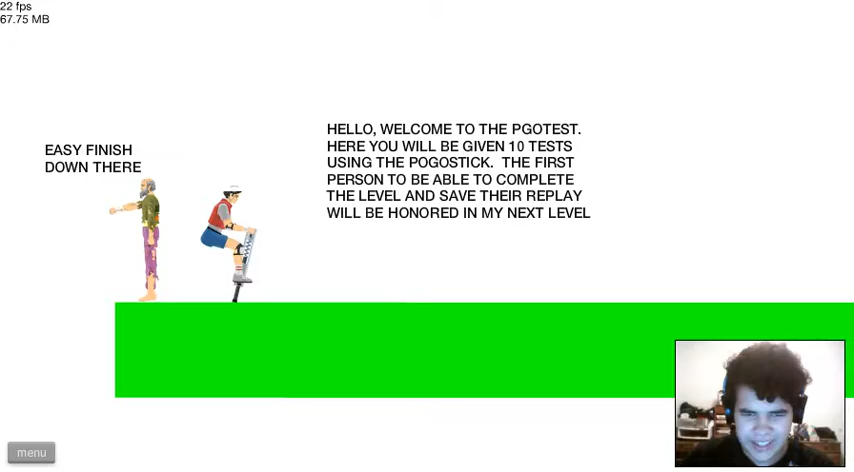 22 fps
67.75 MB
EASY FINISH
DOWN THERE
HELLO, WELCOME TO THE PGOTEST.
HERE YOU WILL BE GIVEN 10 TESTS
USING THE POGOSTICK.  THE FIRST
PERSON TO BE ABLE TO COMPLETE
THE LEVEL AND SAVE THEIR REPLAY
WILL BE HONORED IN MY NEXT LEVEL
menu